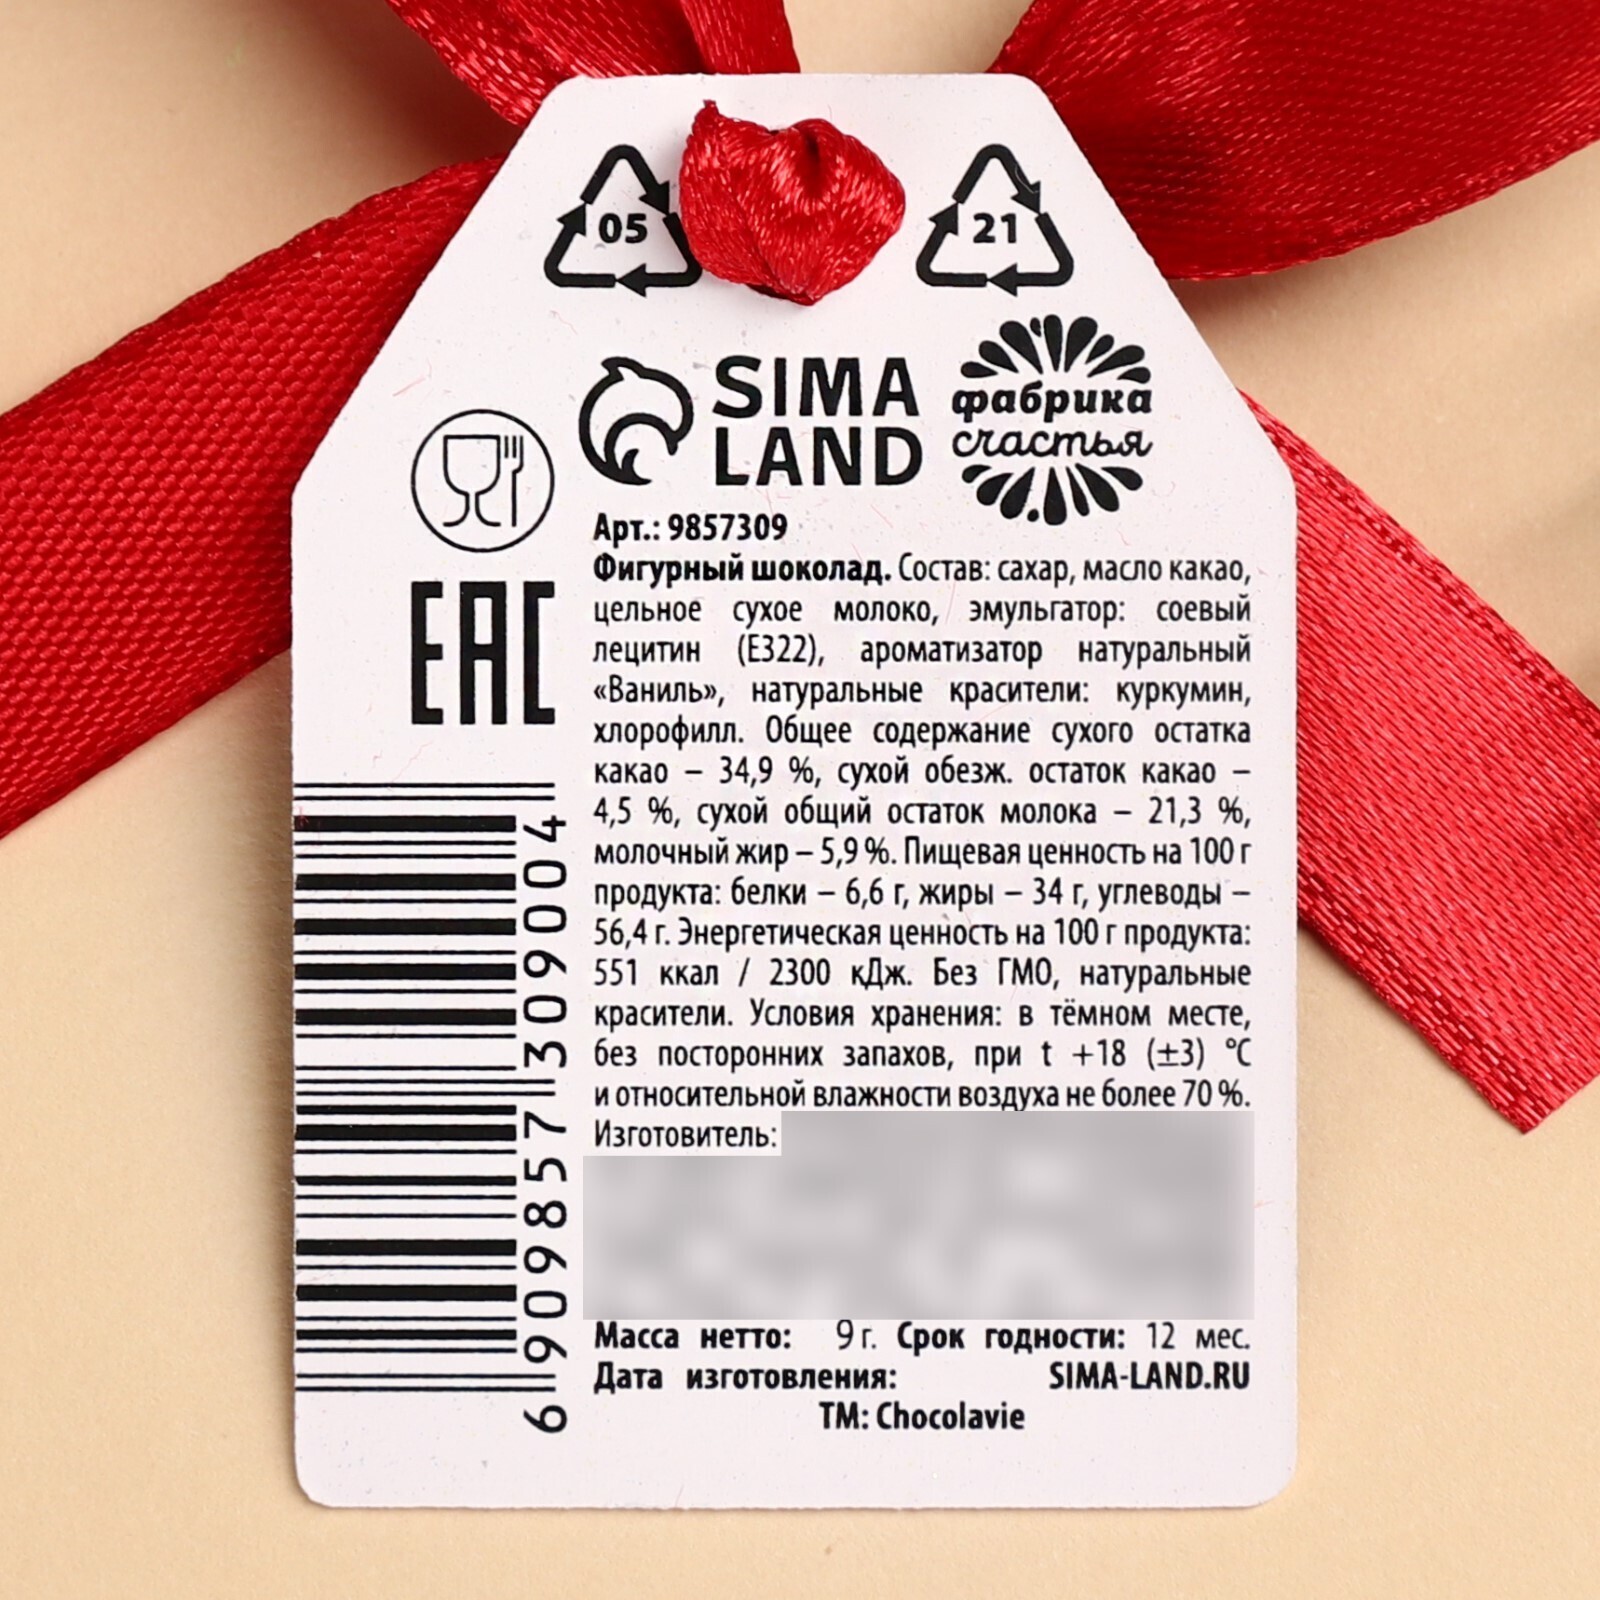 05
21
SIMA
LAND
фабрика
счастья
Арт.: 9857309
Фигурный шоколад. Состав: сахар, масло какао,
цельное сухое молоко, эмульгатор: соевый
лецитин (Е322), ароматизатор натуральный
«Ваниль», натуральные красители: куркумин,
хлорофилл. Общее содержание сухого остатка
какао – 34,9 %, сухой обезж. остаток какао –
4,5 %, сухой общий остаток молока – 21,3 %,
молочный жир – 5,9 %. Пищевая ценность на 100 г
продукта: белки – 6,6 г, жиры – 34 г, углеводы –
56,4 г. Энергетическая ценность на 100 г продукта:
551 ккал / 2300 кДж. Без ГМО, натуральные
красители. Условия хранения: в тёмном месте,
без посторонних запахов, при t +18 (±3) °С
и относительной влажности воздуха не более 70 %.
Изготовитель:
Масса нетто: 9 г. Срок годности: 12 мес.
Дата изготовления: SIMA-LAND.RU
ТМ: Chocolavie
EAC
6 909857 309004